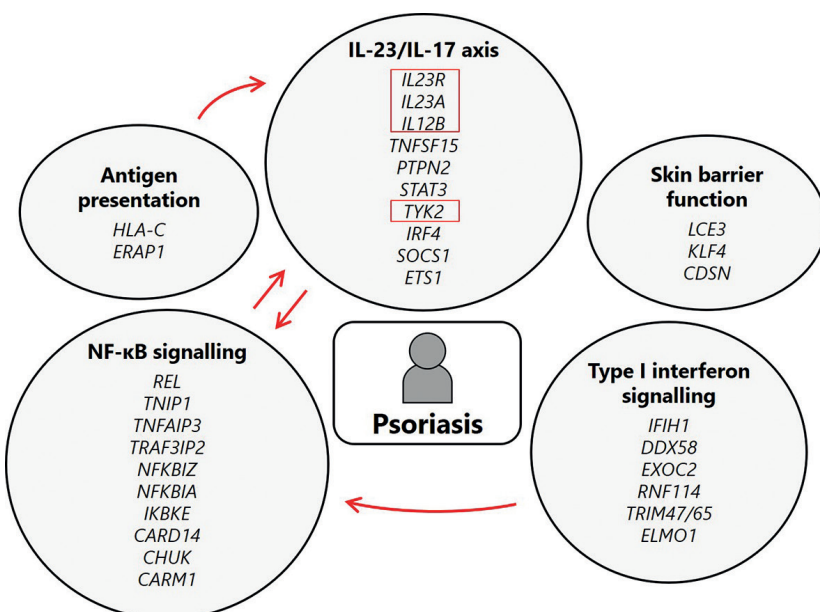 IL-23/IL-17 axis
IL23R
IL23A
IL12B
TNFSF15
PTPN2
STAT3
TYK2
IRF4
SOCS1
ETS1
Antigen
presentation
HLA-C
ERAP1
Skin barrier
function
LCE3
KLF4
CDSN
NF-κB signalling
REL
TNIP1
TNFAIP3
TRAF3IP2
NFKBIZ
NFKBIA
IKBKE
CARD14
CHUK
CARM1
Psoriasis
Type I interferon
signalling
IFIH1
DDX58
EXOC2
RNF114
TRIM47/65
ELMO1